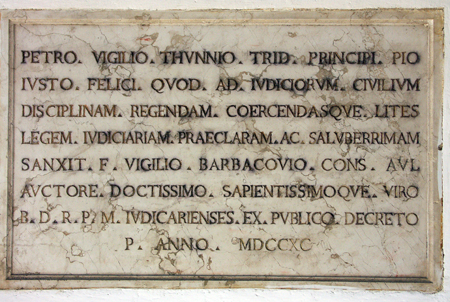 PETRO. VIGILIO. THVNNIO. TRID. PRINCIPI. PIO
IVSTO. FELICI. QVOD. AD. IVDICIORVM. CIVILIVM
DISCIPLINAM. REGENDAM. COERCENDASQVE. LITES
LEGEM. IVDICIARIAM. PRAECLARAM. AC. SALVBERRIMAM
SANXIT. F. VIGILIO. BARBACOVIO. CONS. AVL
AVCTORE. DOCTISSIMO. SAPIENTISSIMOQVE. VIRO
B. D. R. P. M. IVDICARIENSES. EX. PVBLICO. DECRETO
P. ANNO. MDCCXC